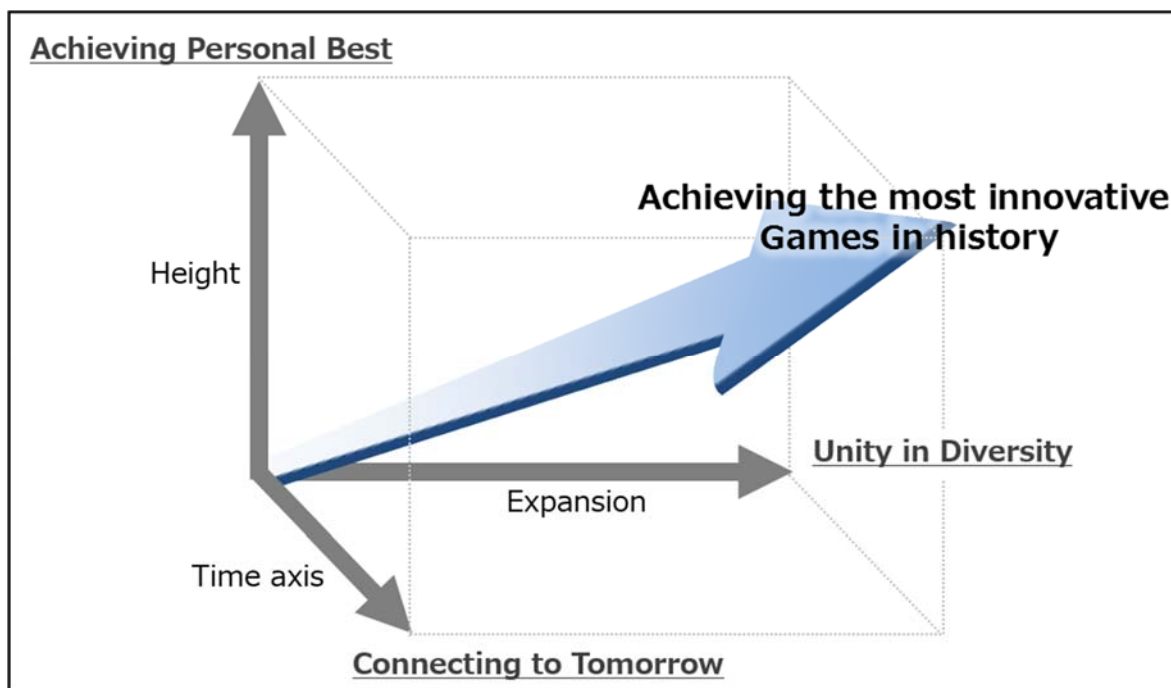 Achieving Personal Best
Achieving the most innovative
Games in history
Height
Unity in Diversity
Expansion
Time axis
Connecting to Tomorrow